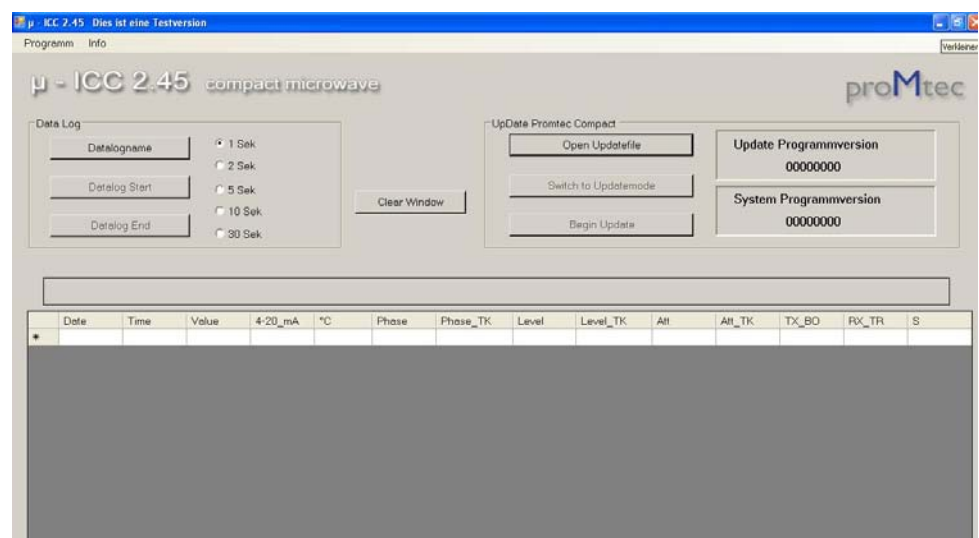 µ - ICC 2.45 Dies ist eine Testversion
Programm Info
Verkleiner
µ - ICC 2.45 compact microwave
proMtec
Data Log
Datalogname
Datalog Start
Datalog End
1 Sek
2 Sek
5 Sek
10 Sek
30 Sek
Clear Window
UpDate Promtec Compact
Open Updatefile
Switch to Updatemode
Begin Update
Update Programmversion
00000000
System Programmversion
00000000
Date Time Value 4-20_mA °C Phase Phase_TK Level Level_TK Att Att_TK TX_BO RX_TR S